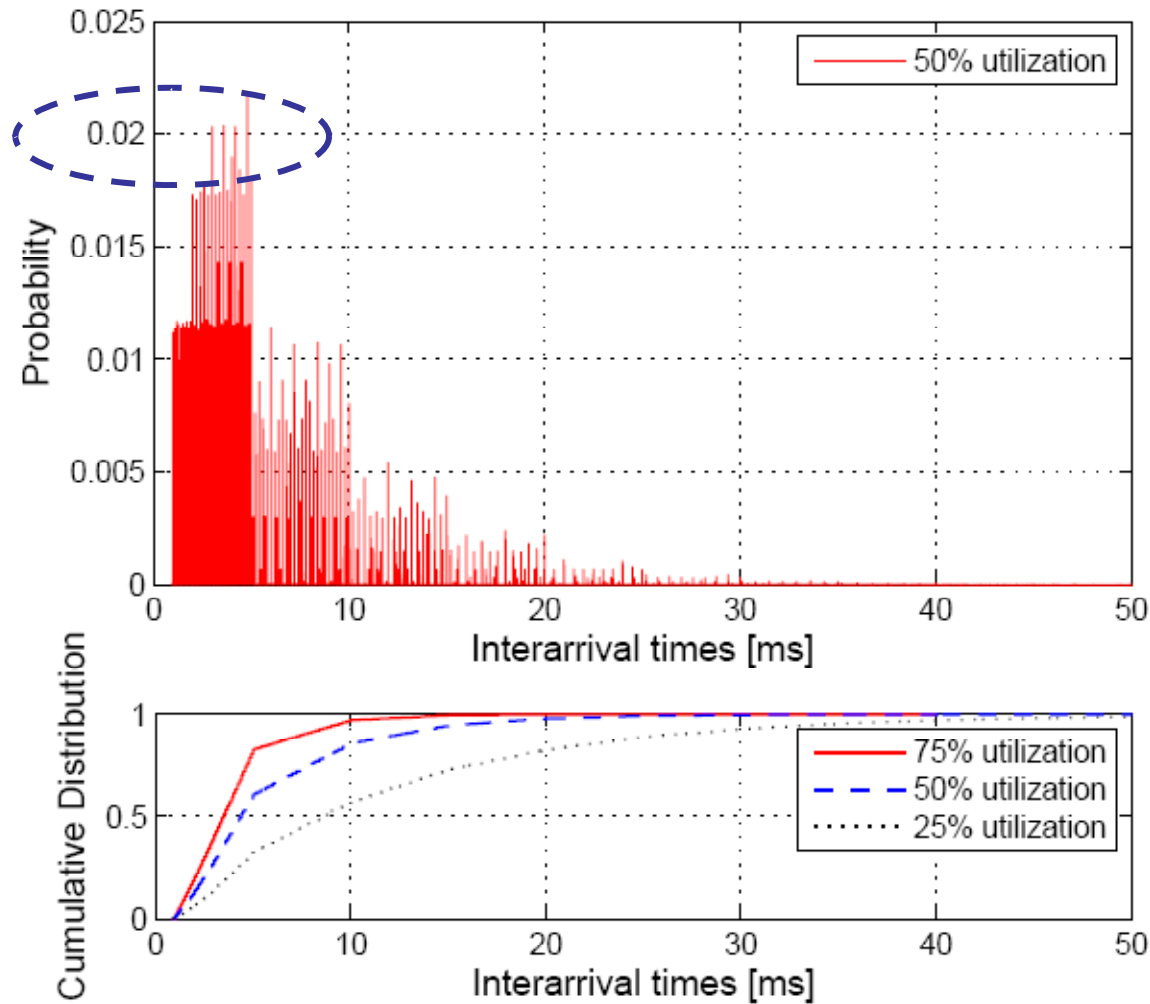 0.025
0.02
0.015
0.01
0.005
0
Probability
50% utilization
0 10 20 30 40 50
Interarrival times [ms]
1
0.5
0
Cumulative Distribution
75% utilization
50% utilization
25% utilization
0 10 20 30 40 50
Interarrival times [ms]